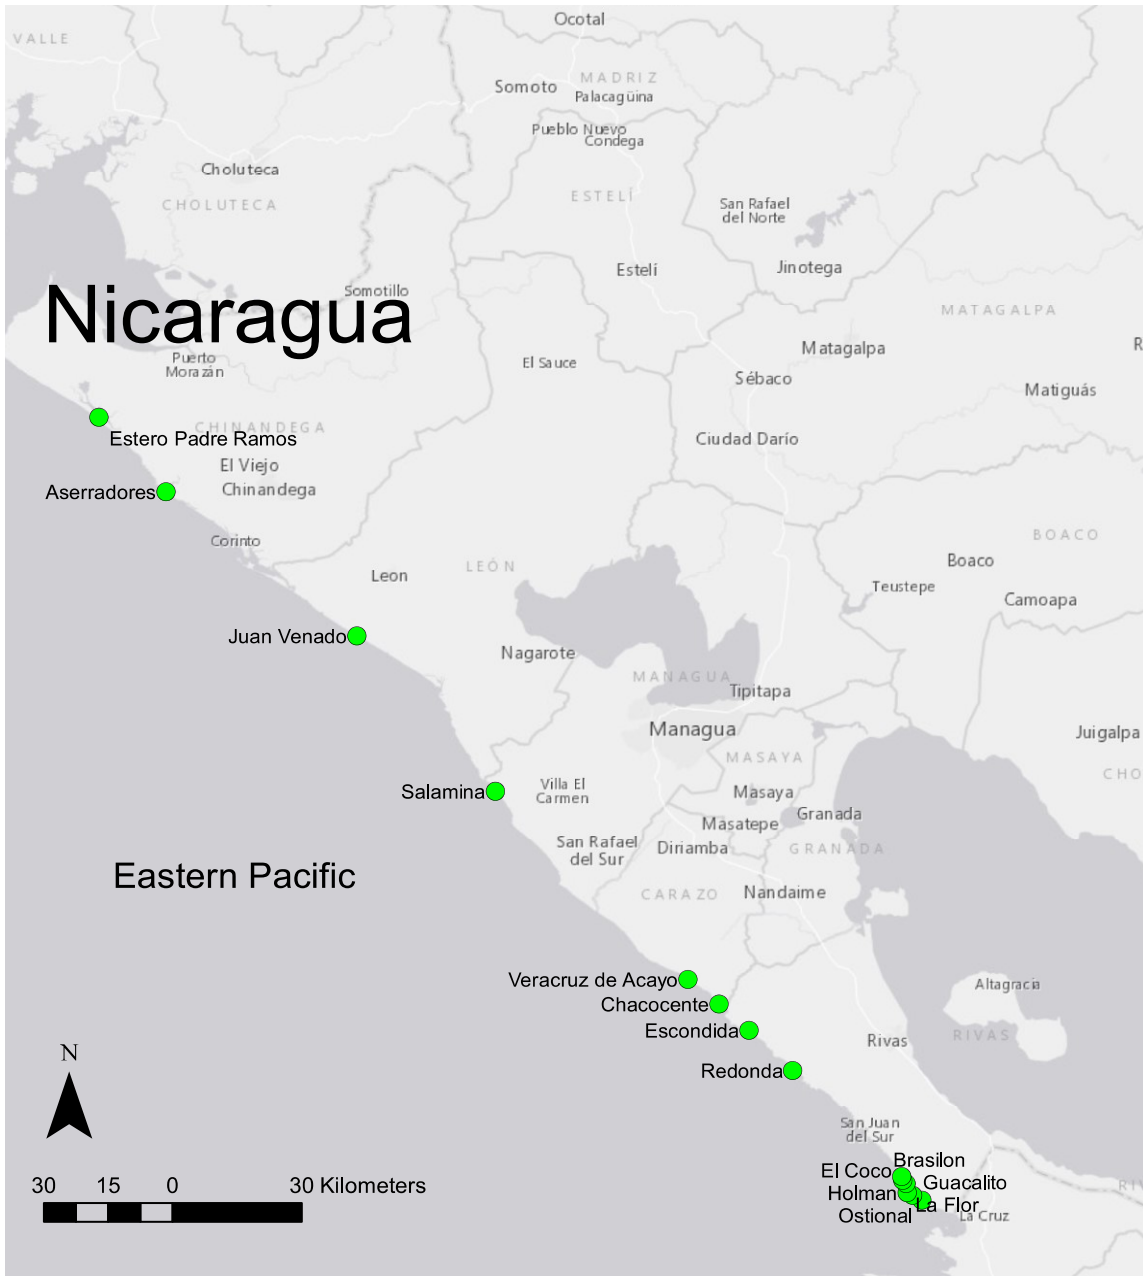 Ocotal
VALLE
MADRIZ
Somoto
Palacagüina
Pueblo Nuevo
Condega
Choluteca
CHOLUTECA
ESTELÍ
San Rafael
del Norte
Estelí
Jinotega
Somotillo
Nicaragua
MATAGALPA
Matagalpa
R
Puerto
Morazán
El Sauce
Sébaco
Matiguás
CHINANDEGA
Estero Padre Ramos
Ciudad Darío
El Viejo
Aserradores
Chinandega
Corinto
BOACO
Boaco
León
LEÓN
Teustepe
Camoapa
Juan Venado
Nagarote
MANAGUA
Tipitapa
Managua
Juigalpa
MASAYA
CHO
Salamina
Villa El
Carmen
Masaya
Granada
Masatepe
San Rafael
del Sur
Diriamba
GRANADA
Eastern Pacific
CARAZO
Nandaime
Veracruz de Acayo
Altagracia
Chacocente
Escondida
Rivas
RIVAS
N
Redonda
San Juan
del Sur
Brasilon
El Coco
Guacalito
RI
30 15 0 30 Kilometers
Holman
La Flor
Ostional
La Cruz